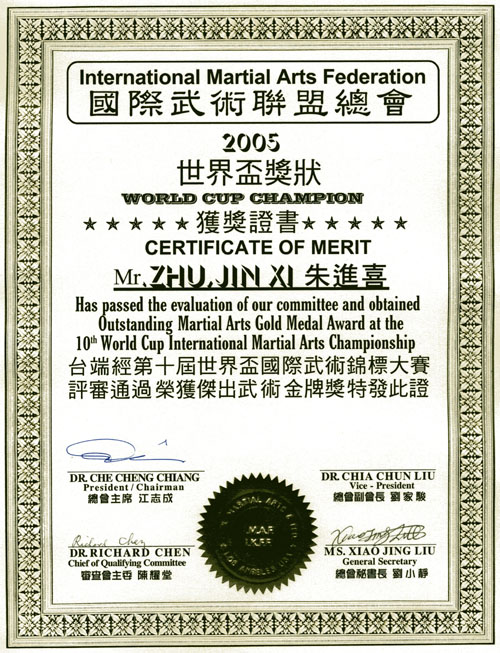 International Martial Arts Federation
國際武術聯盟總會
2005
世界盃獎狀
WORLD CUP CHAMPION
★★★★★獲獎證書★★★★★
CERTIFICATE OF MERIT
Mr. ZHU, JIN XI 朱進喜
Has passed the evaluation of our committee and obtained
Outstanding Martial Arts Gold Medal Award at the
10th World Cup International Martial Arts Championship
台端經第十屆世界盃國際武術錦標大賽
評審通過榮獲傑出武術金牌獎特發此證
DR. CHE CHENG CHIANG
President / Chairman
總會主席 江志成
DR. CHIA CHUN LIU
Vice - President
總會副會長 劉家駿
Richard Chen
DR. RICHARD CHEN
Chief of Qualifying Committee
審查會主委 陳耀堂
MS. XIAO JING LIU
General Secretary
總會秘書長 劉小靜
MARTIAL ARTS
LOS ANGELES